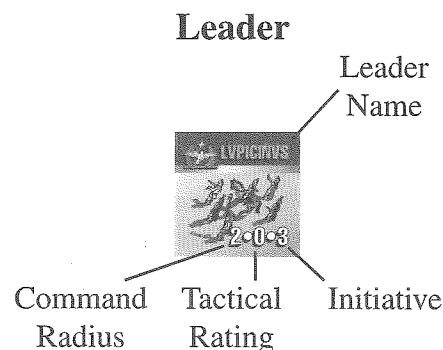 Leader
Leader
Name
LVPICINVS
2•0•3
Command
Radius
Tactical
Rating
Initiative